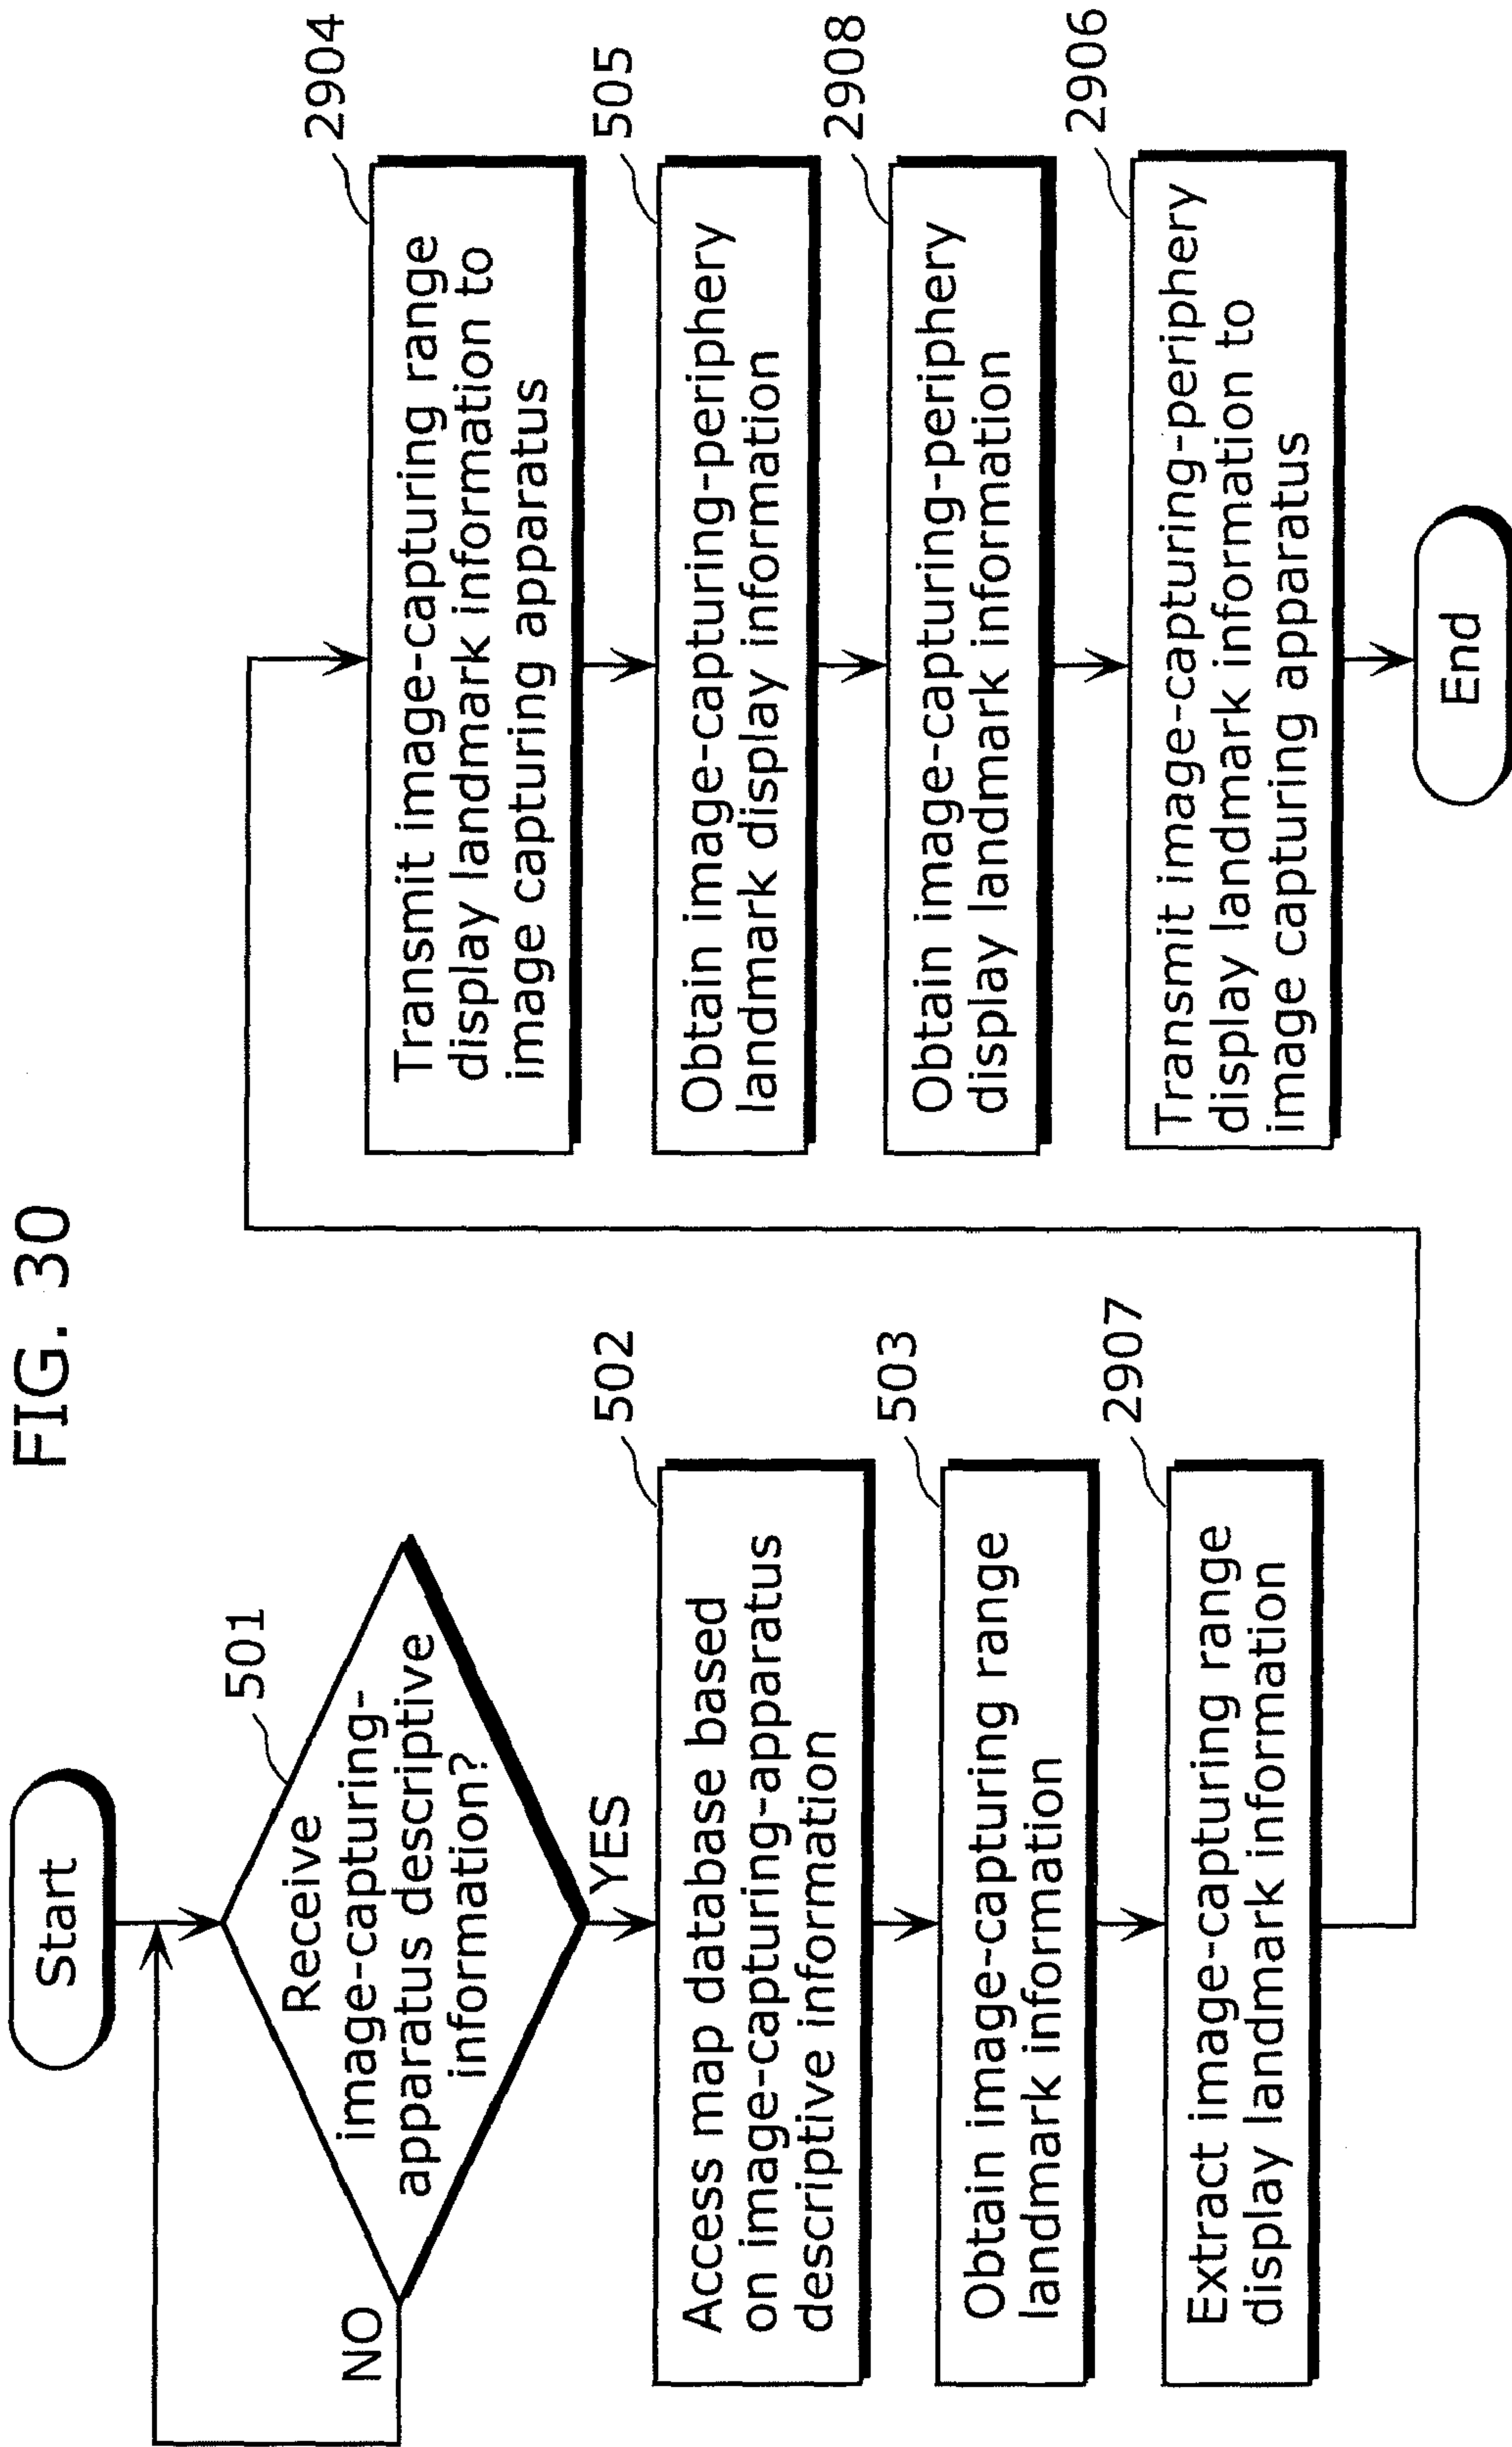 FIG. 30
Start
501
Receive
image-capturing-
apparatus descriptive
information?
NO
YES
502
Access map database based
on image-capturing-apparatus
descriptive information
503
Obtain image-capturing range
landmark information
2907
Extract image-capturing range
display landmark information
2904
Transmit image-capturing range
display landmark information to
image capturing apparatus
505
Obtain image-capturing-periphery
landmark display information
2908
Obtain image-capturing-periphery
display landmark information
2906
Transmit image-capturing-periphery
display landmark information to
image capturing apparatus
End